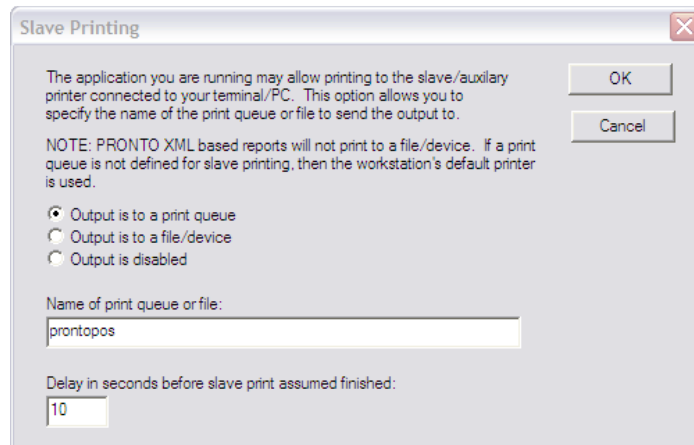 Slave Printing
The application you are running may allow printing to the slave/auxilary
printer connected to your terminal/PC. This option allows you to
specify the name of the print queue or file to send the output to.
NOTE: PRONTO XML based reports will not print to a file/device. If a print
queue is not defined for slave printing, then the workstation's default printer
is used.
OK
Cancel
Output is to a print queue
Output is to a file/device
Output is disabled
Name of print queue or file:
prontopos
Delay in seconds before slave print assumed finished:
10